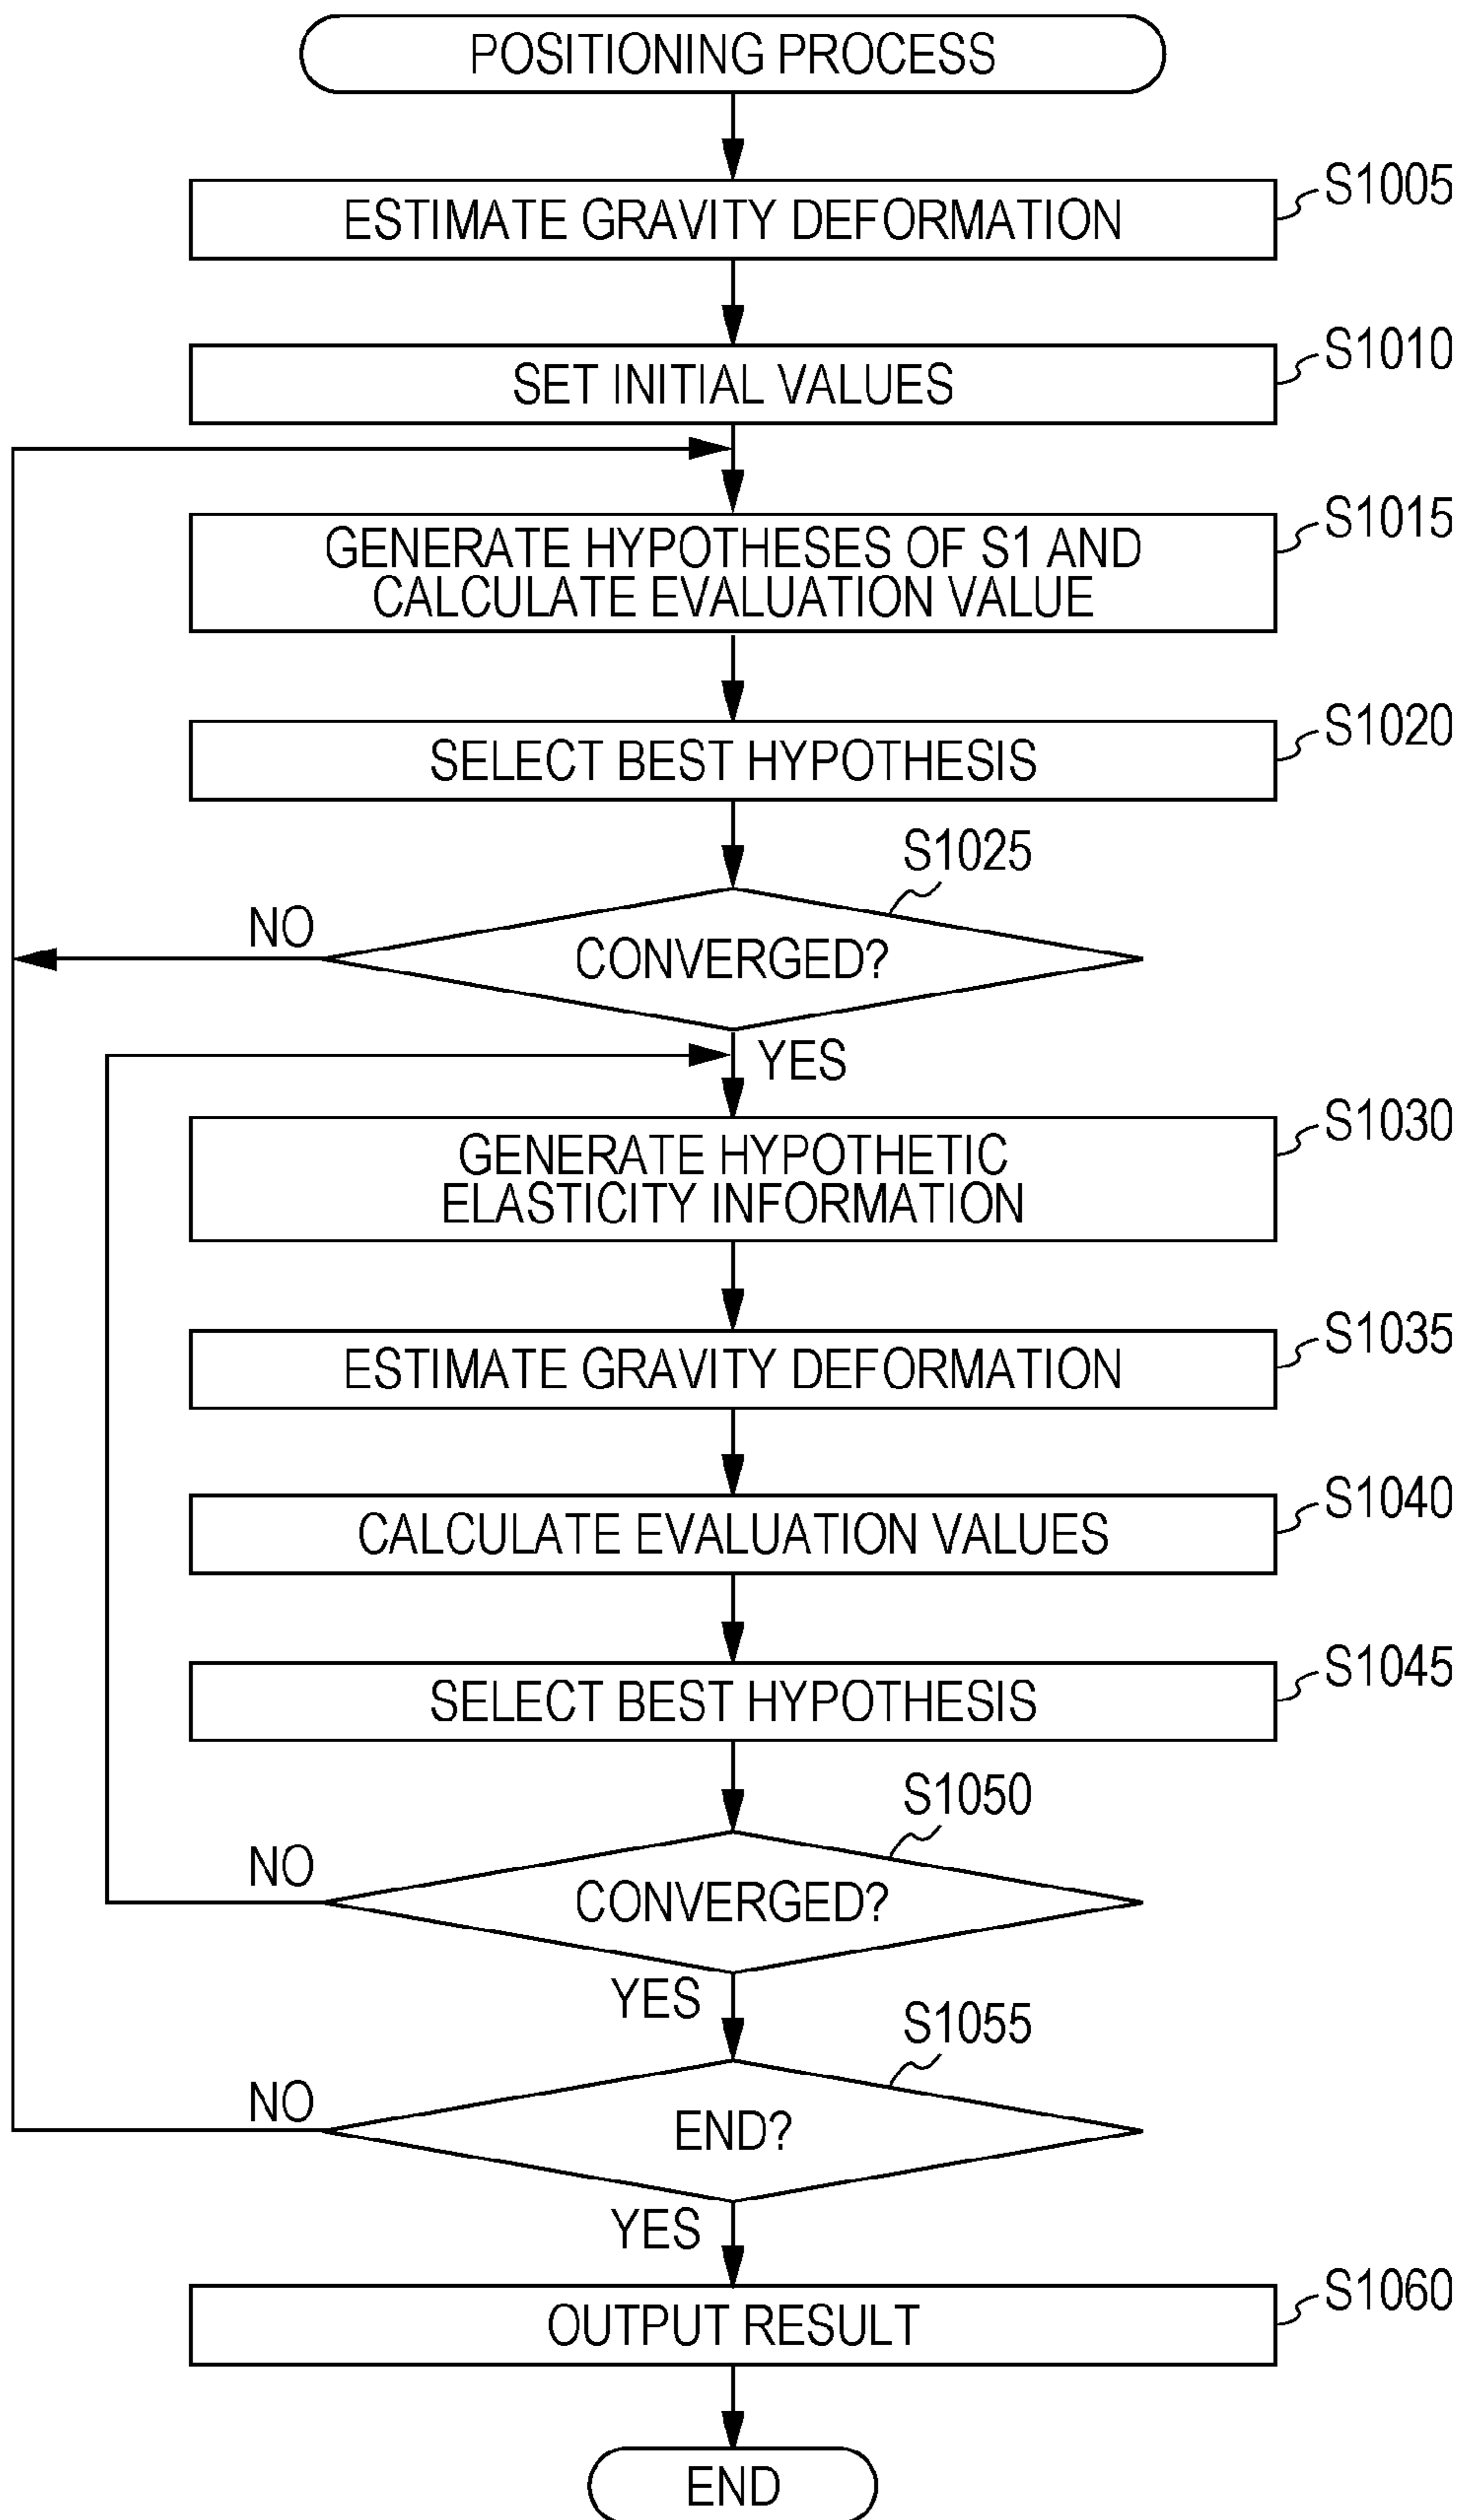 POSITIONING PROCESS
S1005
ESTIMATE GRAVITY DEFORMATION
S1010
SET INITIAL VALUES
S1015
GENERATE HYPOTHESES OF S1 AND
CALCULATE EVALUATION VALUE
S1020
SELECT BEST HYPOTHESIS
S1025
NO
CONVERGED?
YES
S1030
GENERATE HYPOTHETIC
ELASTICITY INFORMATION
S1035
ESTIMATE GRAVITY DEFORMATION
S1040
CALCULATE EVALUATION VALUES
S1045
SELECT BEST HYPOTHESIS
S1050
NO
CONVERGED?
YES
S1055
NO
END?
YES
S1060
OUTPUT RESULT
END